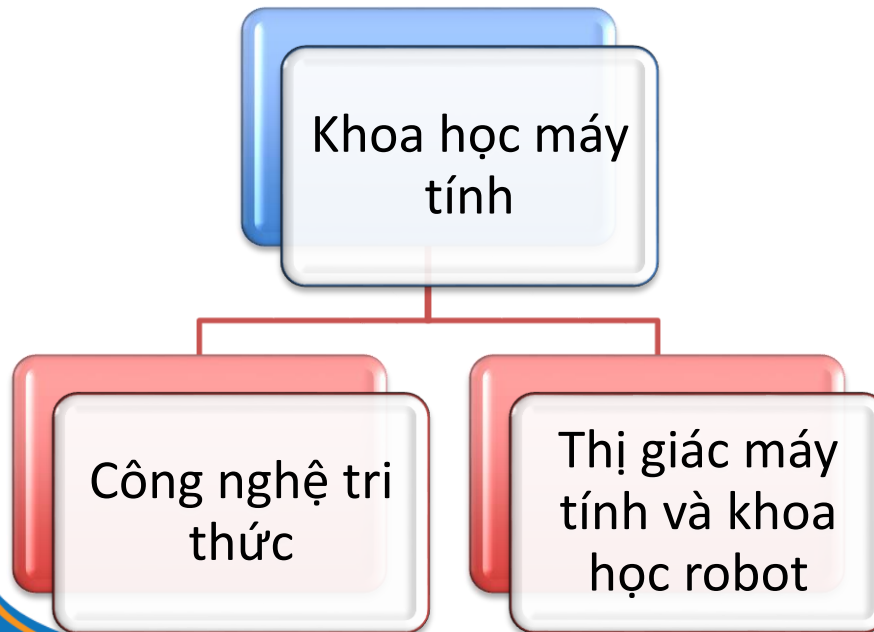 Khoa học máy
tính
Công nghệ tri
thức
Thị giác máy
tính và khoa
học robot